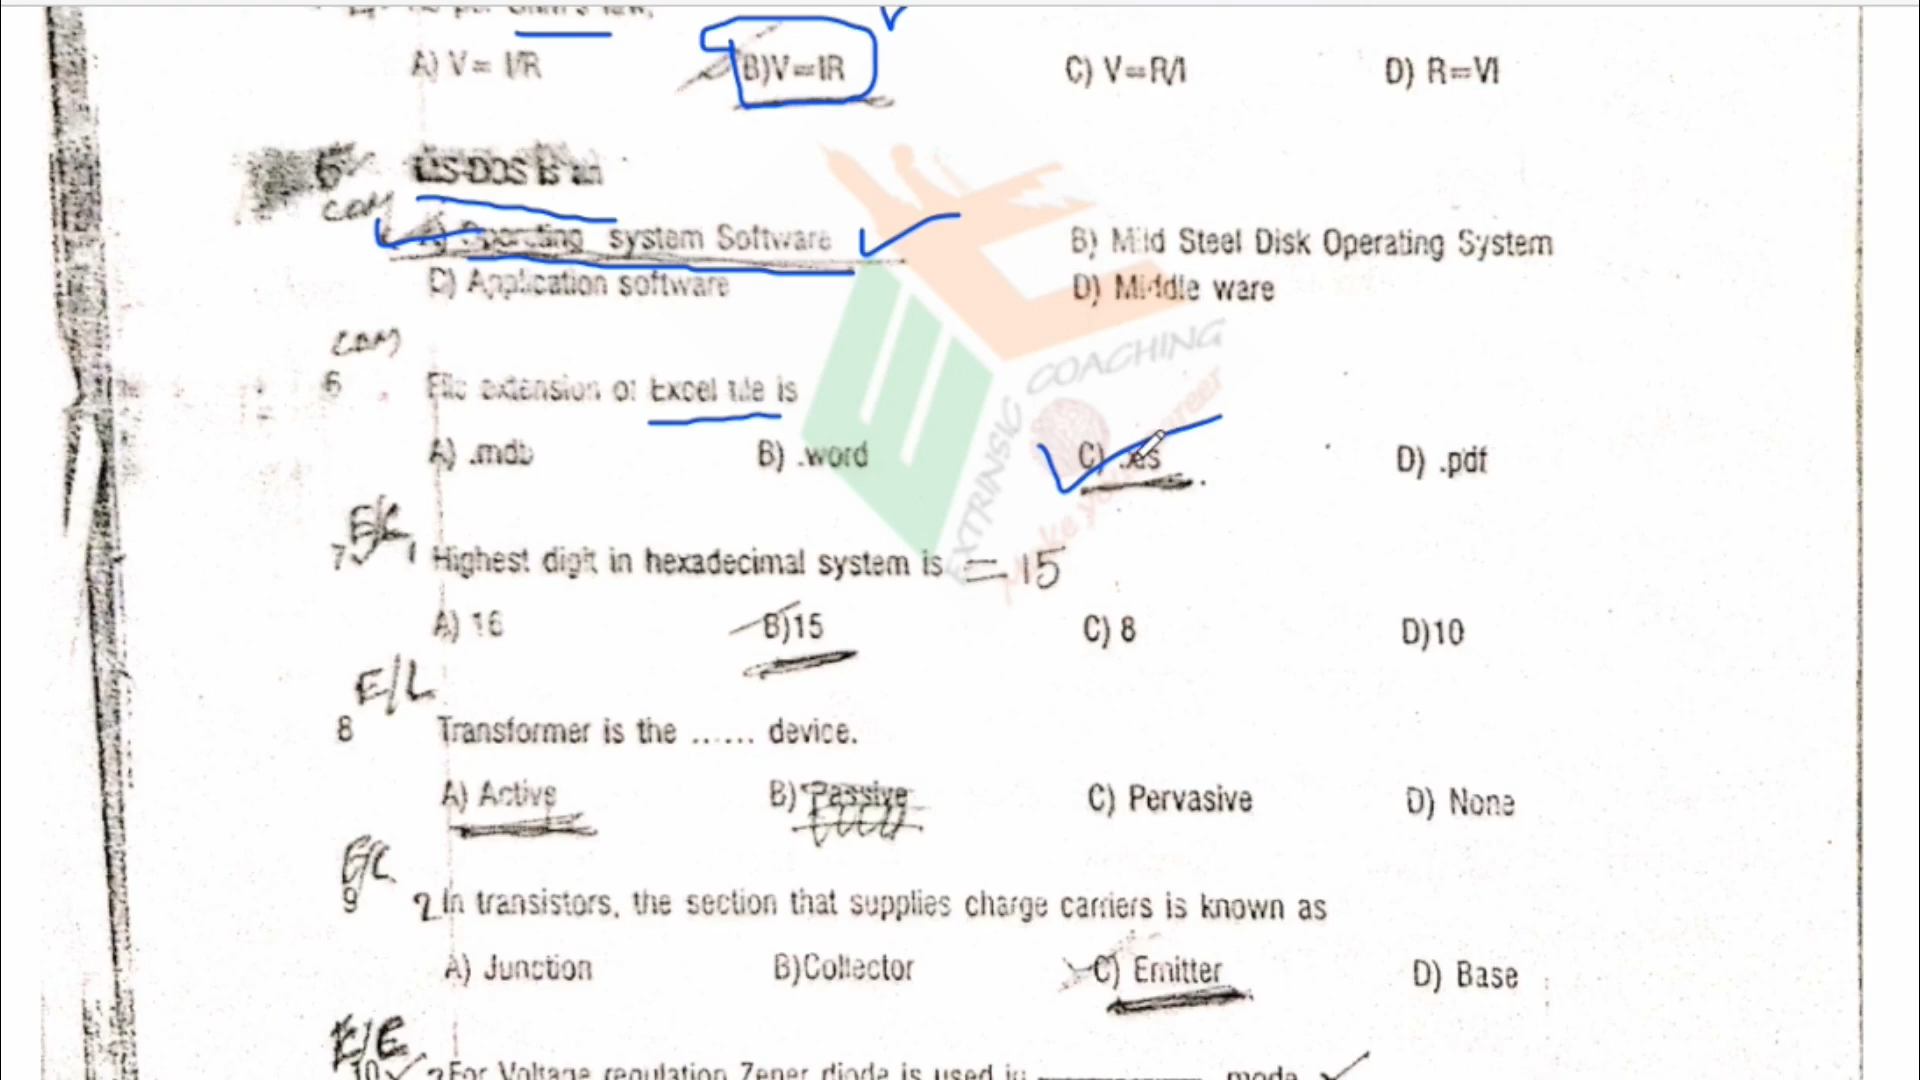 A) V= I/R B)V=IR C) V=R/I D) R=VI
5 MS-DOS is an
COM
A) Operating system Software B) Mild Steel Disk Operating System
C) Application software D) Middle ware
COM
6 File extension of Excel file is
A) .mdb B) .word C) D) .pdf
COACHING
EXTRINSIC
E/C
7 1 Highest digit in hexadecimal system is = 15
A) 16 B)15 C) 8 D)10
E/L
8 Transformer is the ...... device.
A) Active B) Passive C) Pervasive D) None
E/C
9 2 In transistors, the section that supplies charge carriers is known as
A) Junction B)Collector C) Emitter D) Base
E/E
10 For Voltage regulation Zener diode is used in mode